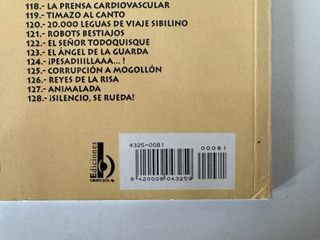 118.- LA PRENSA CARDIOVASCULAR
119.- TIMAZO AL CANTO
120.- 20.000 LEGUAS DE VIAJE SIBILINO
121.- ROBOTS BESTIAJOS
122.- EL SEÑOR TODOQUISQUE
123.- EL ÁNGEL DE LA GUARDA
124.- ¡PESADIIILLAAA... !
125.- CORRUPCIÓN A MOGOLLÓN
126.- REYES DE LA RISA
127.- ANIMALADA
128.- ¡SILENCIO, SE RUEDA!
Ediciones
b
GRUPO ZETA
4325-0081
00081
8 420009 043259